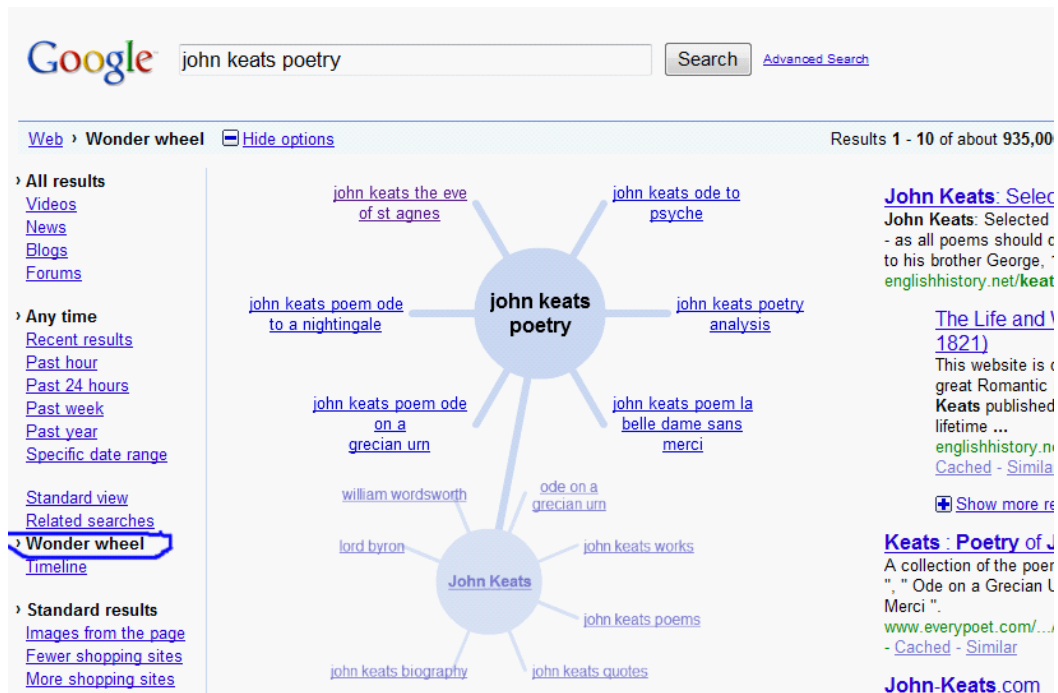 Google
john keats poetry
Search
Advanced Search
Web › Wonder wheel
Hide options
Results 1 - 10 of about 935,00
› All results
Videos
News
Blogs
Forums
› Any time
Recent results
Past hour
Past 24 hours
Past week
Past year
Specific date range
Standard view
Related searches
› Wonder wheel
Timeline
› Standard results
Images from the page
Fewer shopping sites
More shopping sites
john keats the eve
of st agnes
john keats ode to
psyche
john keats poem ode
to a nightingale
john keats
poetry
john keats poetry
analysis
john keats poem ode
on a
grecian urn
john keats poem la
belle dame sans
merci
william wordsworth
ode on a
grecian urn
lord byron
john keats works
John Keats
john keats poems
john keats biography
john keats quotes
John Keats: Selec
John Keats: Selected
- as all poems should
to his brother George,
englishhistory.net/keat
The Life and
1821)
This website is
great Romantic
Keats published
lifetime ...
englishhistory.n
Cached - Simila
Show more re
Keats : Poetry of J
A collection of the poe
", " Ode on a Grecian U
Merci ".
www.everypoet.com/.../
- Cached - Similar
John-Keats.com